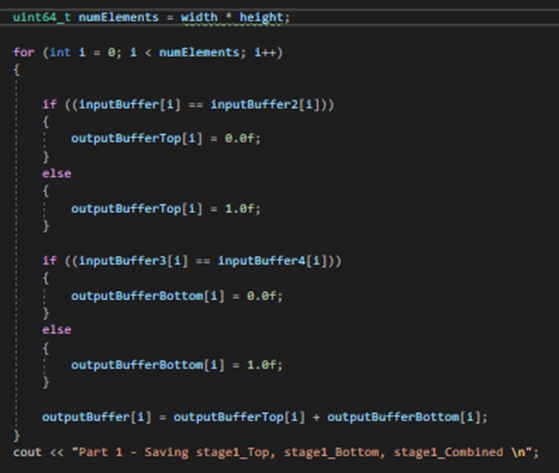 uint64_t numElements = width * height;
for (int i = 0; i < numElements; i++)
{
if ((inputBuffer[i] == inputBuffer2[i]))
{
outputBufferTop[i] = 0.0f;
}
else
{
outputBufferTop[i] = 1.0f;
}
if ((inputBuffer3[i] == inputBuffer4[i]))
{
outputBufferBottom[i] = 0.0f;
}
else
{
outputBufferBottom[i] = 1.0f;
}
outputBuffer[i] = outputBufferTop[i] + outputBufferBottom[i];
}
cout << "Part 1 - Saving stage1_Top, stage1_Bottom, stage1_Combined \n";